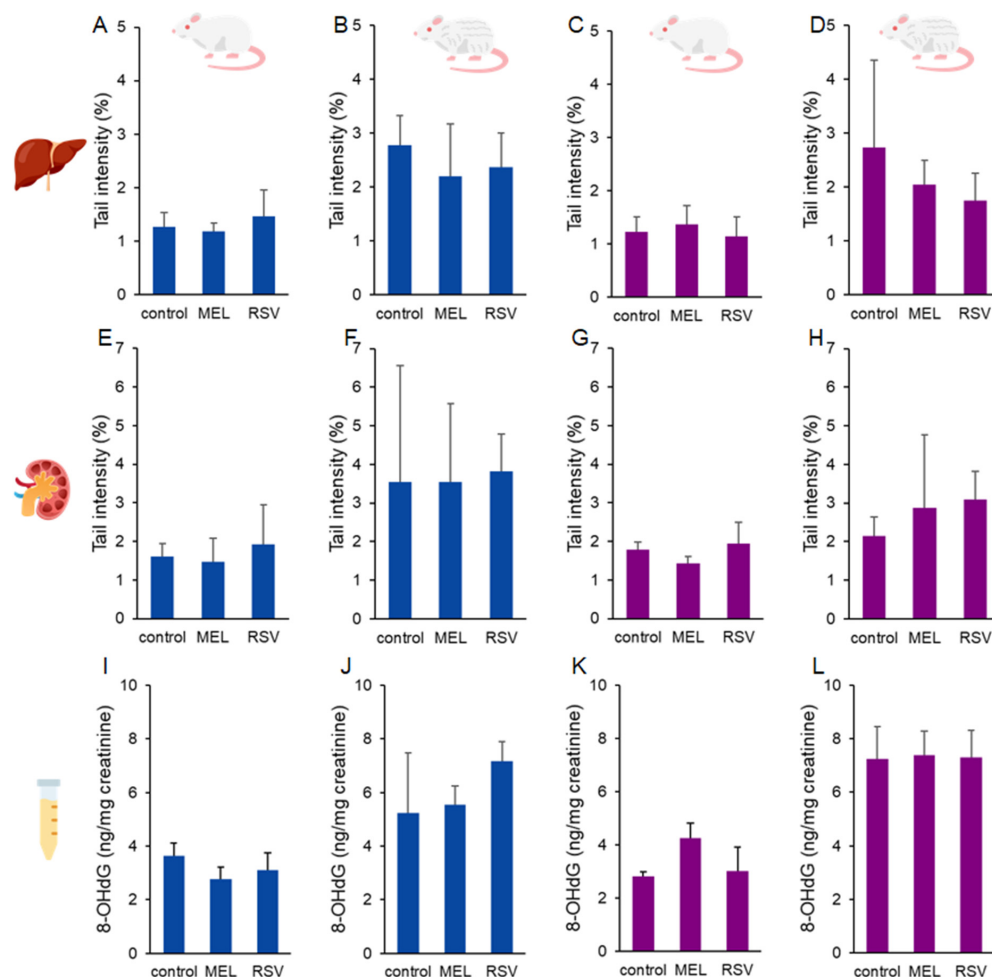 A
Tail intensity (%)
5
4
3
2
1
0
control MEL RSV
B
Tail intensity (%)
5
4
3
2
1
0
control MEL RSV
C
Tail intensity (%)
5
4
3
2
1
0
control MEL RSV
D
Tail intensity (%)
5
4
3
2
1
0
control MEL RSV
E
Tail intensity (%)
7
6
5
4
3
2
1
0
control MEL RSV
F
Tail intensity (%)
7
6
5
4
3
2
1
0
control MEL RSV
G
Tail intensity (%)
7
6
5
4
3
2
1
0
control MEL RSV
H
Tail intensity (%)
7
6
5
4
3
2
1
0
control MEL RSV
I
8-OHdG (ng/mg creatinine)
10
8
6
4
2
0
control MEL RSV
J
8-OHdG (ng/mg creatinine)
10
8
6
4
2
0
control MEL RSV
K
8-OHdG (ng/mg creatinine)
10
8
6
4
2
0
control MEL RSV
L
8-OHdG (ng/mg creatinine)
10
8
6
4
2
0
control MEL RSV